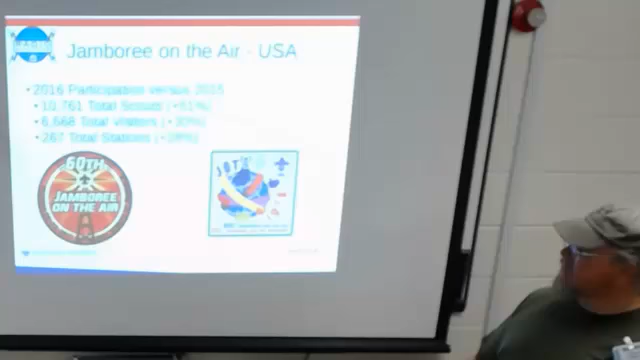 Jamboree on the Air - USA
• 2016 Participation versus 2015
• 10,761 Total Scouts
• 6,668 Total Visitors
• 267 Total Stations
60TH
JAMBOREE
ON THE AIR
JOTA